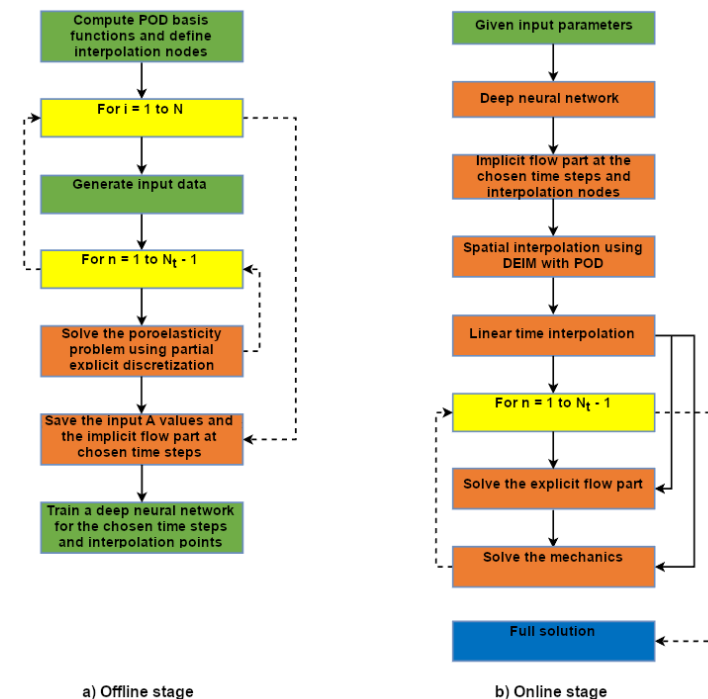 Compute POD basis
functions and define
interpolation nodes
For i = 1 to N
Generate input data
For n = 1 to Nt - 1
Solve the poroelasticity
problem using partial
explicit discretization
Save the input A values and
the implicit flow part at
chosen time steps
Train a deep neural network
for the chosen time steps
and interpolation points
a) Offline stage
Given input parameters
Deep neural network
Implicit flow part at the
chosen time steps and
interpolation nodes
Spatial interpolation using
DEIM with POD
Linear time interpolation
For n = 1 to Nt - 1
Solve the explicit flow part
Solve the mechanics
Full solution
b) Online stage